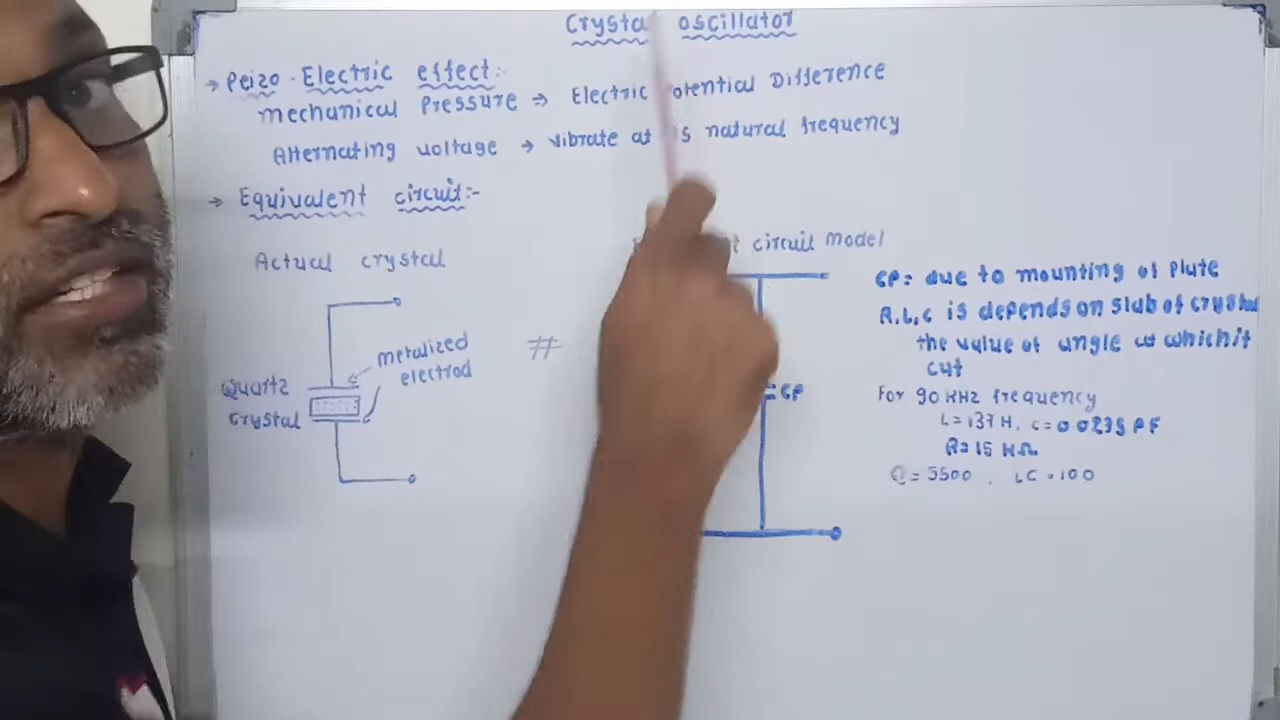 Crysta oscillator
→ Peizo - Electric effect:-
mechanical Pressure ⇒ Electric otential Difference
Alternating voltage → vibrate at s natural frequency
→ Equivalent circuit:-
Actual crystal
t circuit model
CP = due to mounting of Plate
R,L,C is depends on slab of crystal
the value of angle at which it
cut
For 90 KHz frequency
L = 137 H, C = 0.0235 PF
R = 15 KΩ
Q = 5500 , LC = 100
metalized
electrod
Quartz
crystal
#
CP